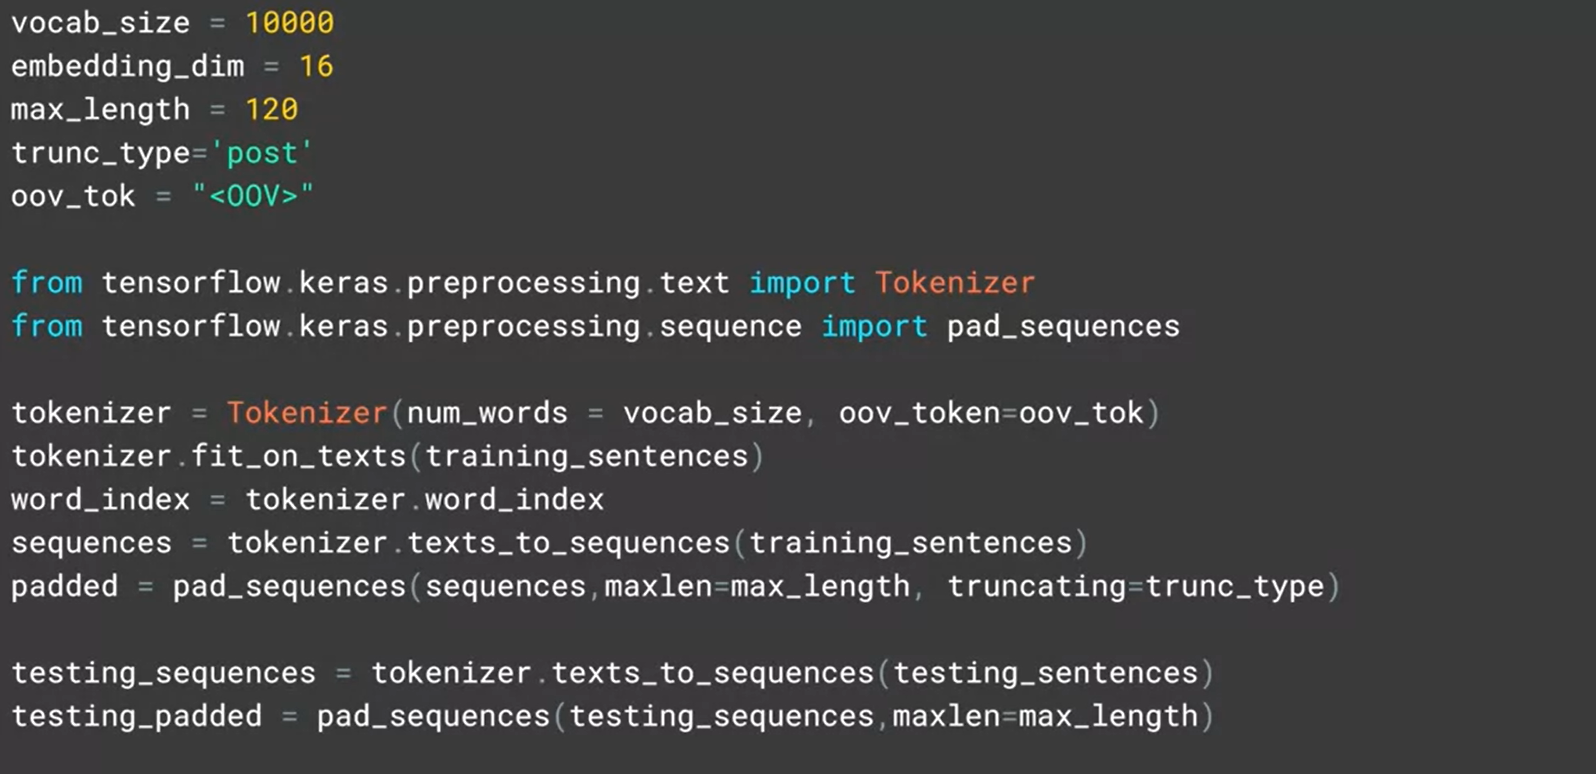 vocab_size = 10000
embedding_dim = 16
max_length = 120
trunc_type='post'
oov_tok = "<OOV>"
from tensorflow.keras.preprocessing.text import Tokenizer
from tensorflow.keras.preprocessing.sequence import pad_sequences
tokenizer = Tokenizer(num_words = vocab_size, oov_token=oov_tok)
tokenizer.fit_on_texts(training_sentences)
word_index = tokenizer.word_index
sequences = tokenizer.texts_to_sequences(training_sentences)
padded = pad_sequences(sequences,maxlen=max_length, truncating=trunc_type)
testing_sequences = tokenizer.texts_to_sequences(testing_sentences)
testing_padded = pad_sequences(testing_sequences,maxlen=max_length)